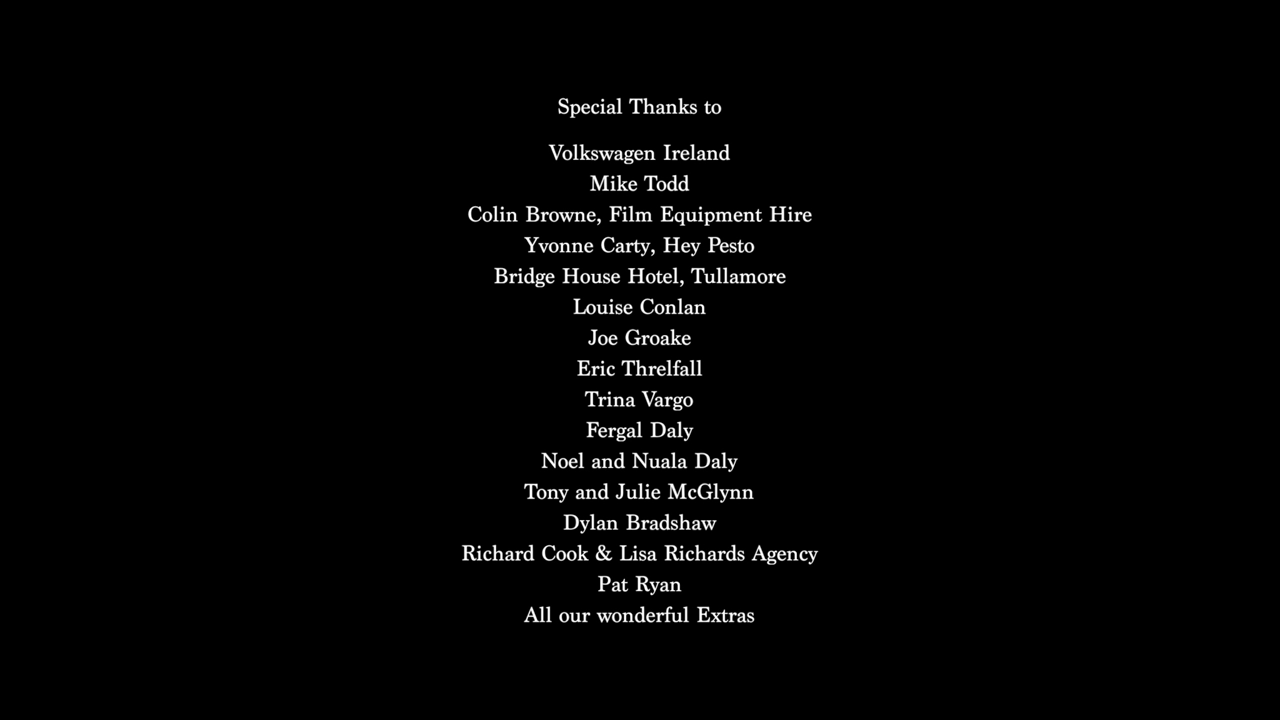 Special Thanks to
Volkswagen Ireland
Mike Todd
Colin Browne, Film Equipment Hire
Yvonne Carty, Hey Pesto
Bridge House Hotel, Tullamore
Louise Conlan
Joe Groake
Eric Threlfall
Trina Vargo
Fergal Daly
Noel and Nuala Daly
Tony and Julie McGlynn
Dylan Bradshaw
Richard Cook & Lisa Richards Agency
Pat Ryan
All our wonderful Extras